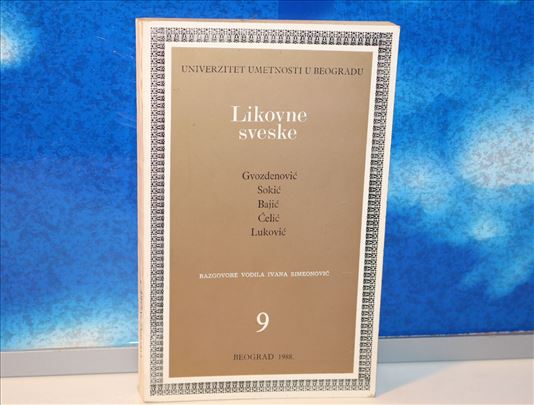 UNIVERZITET UMETNOSTI U BEOGRADU
Likovne
sveske
Gvozdenović
Sokić
Bajić
Čelić
Luković
RAZGOVORE VODILA IVANA SIMEONOVIĆ
9
BEOGRAD 1988.